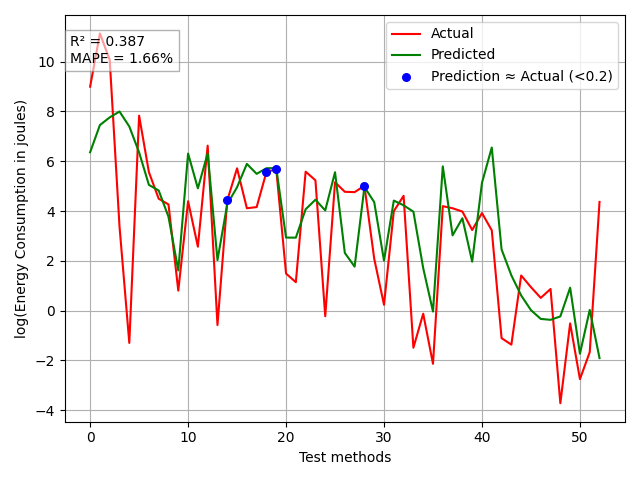 R² = 0.387
MAPE = 1.66%
Actual
Predicted
Prediction ≈ Actual (<0.2)
log(Energy Consumption in joules)
10
8
6
4
2
0
−2
−4
0 10 20 30 40 50
Test methods